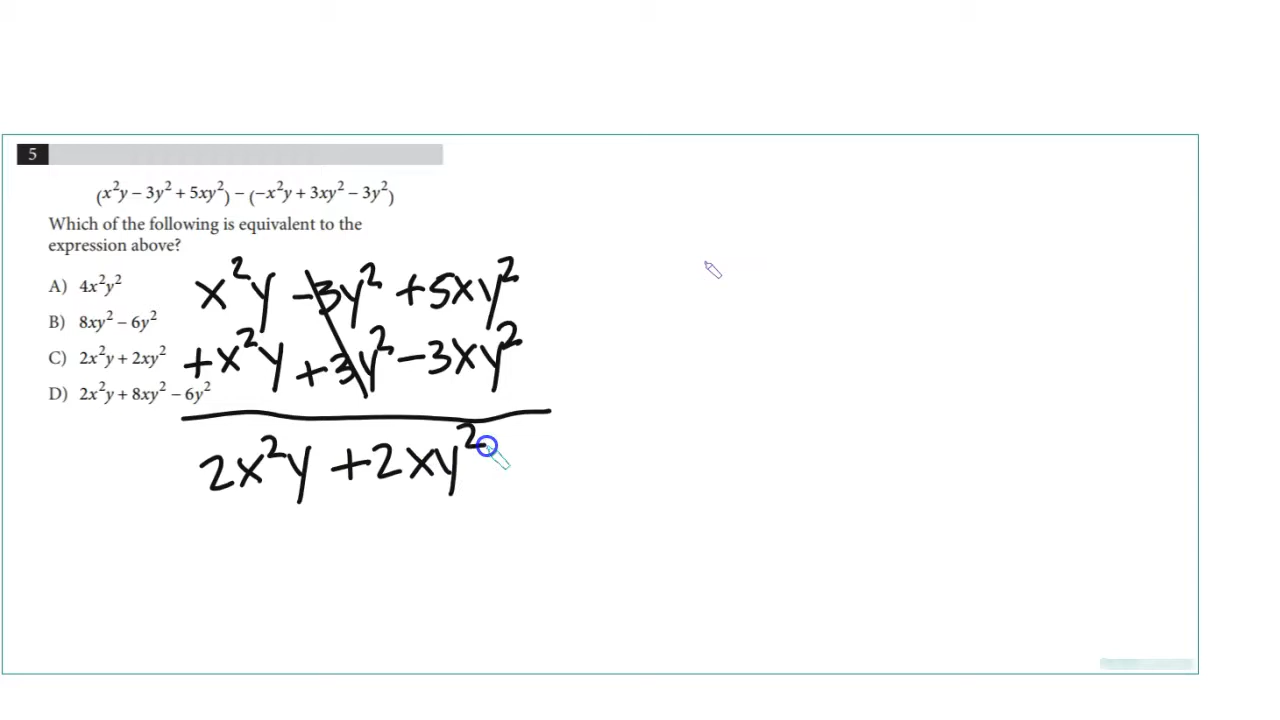 5
(x²y – 3y² + 5xy²) – (–x²y + 3xy² – 3y²)
Which of the following is equivalent to the
expression above?
A) 4x²y²
B) 8xy² – 6y²
C) 2x²y + 2xy²
D) 2x²y + 8xy² – 6y²
x²y -3y² +5xy²
+x²y +3y² -3xy²
2x²y +2xy²